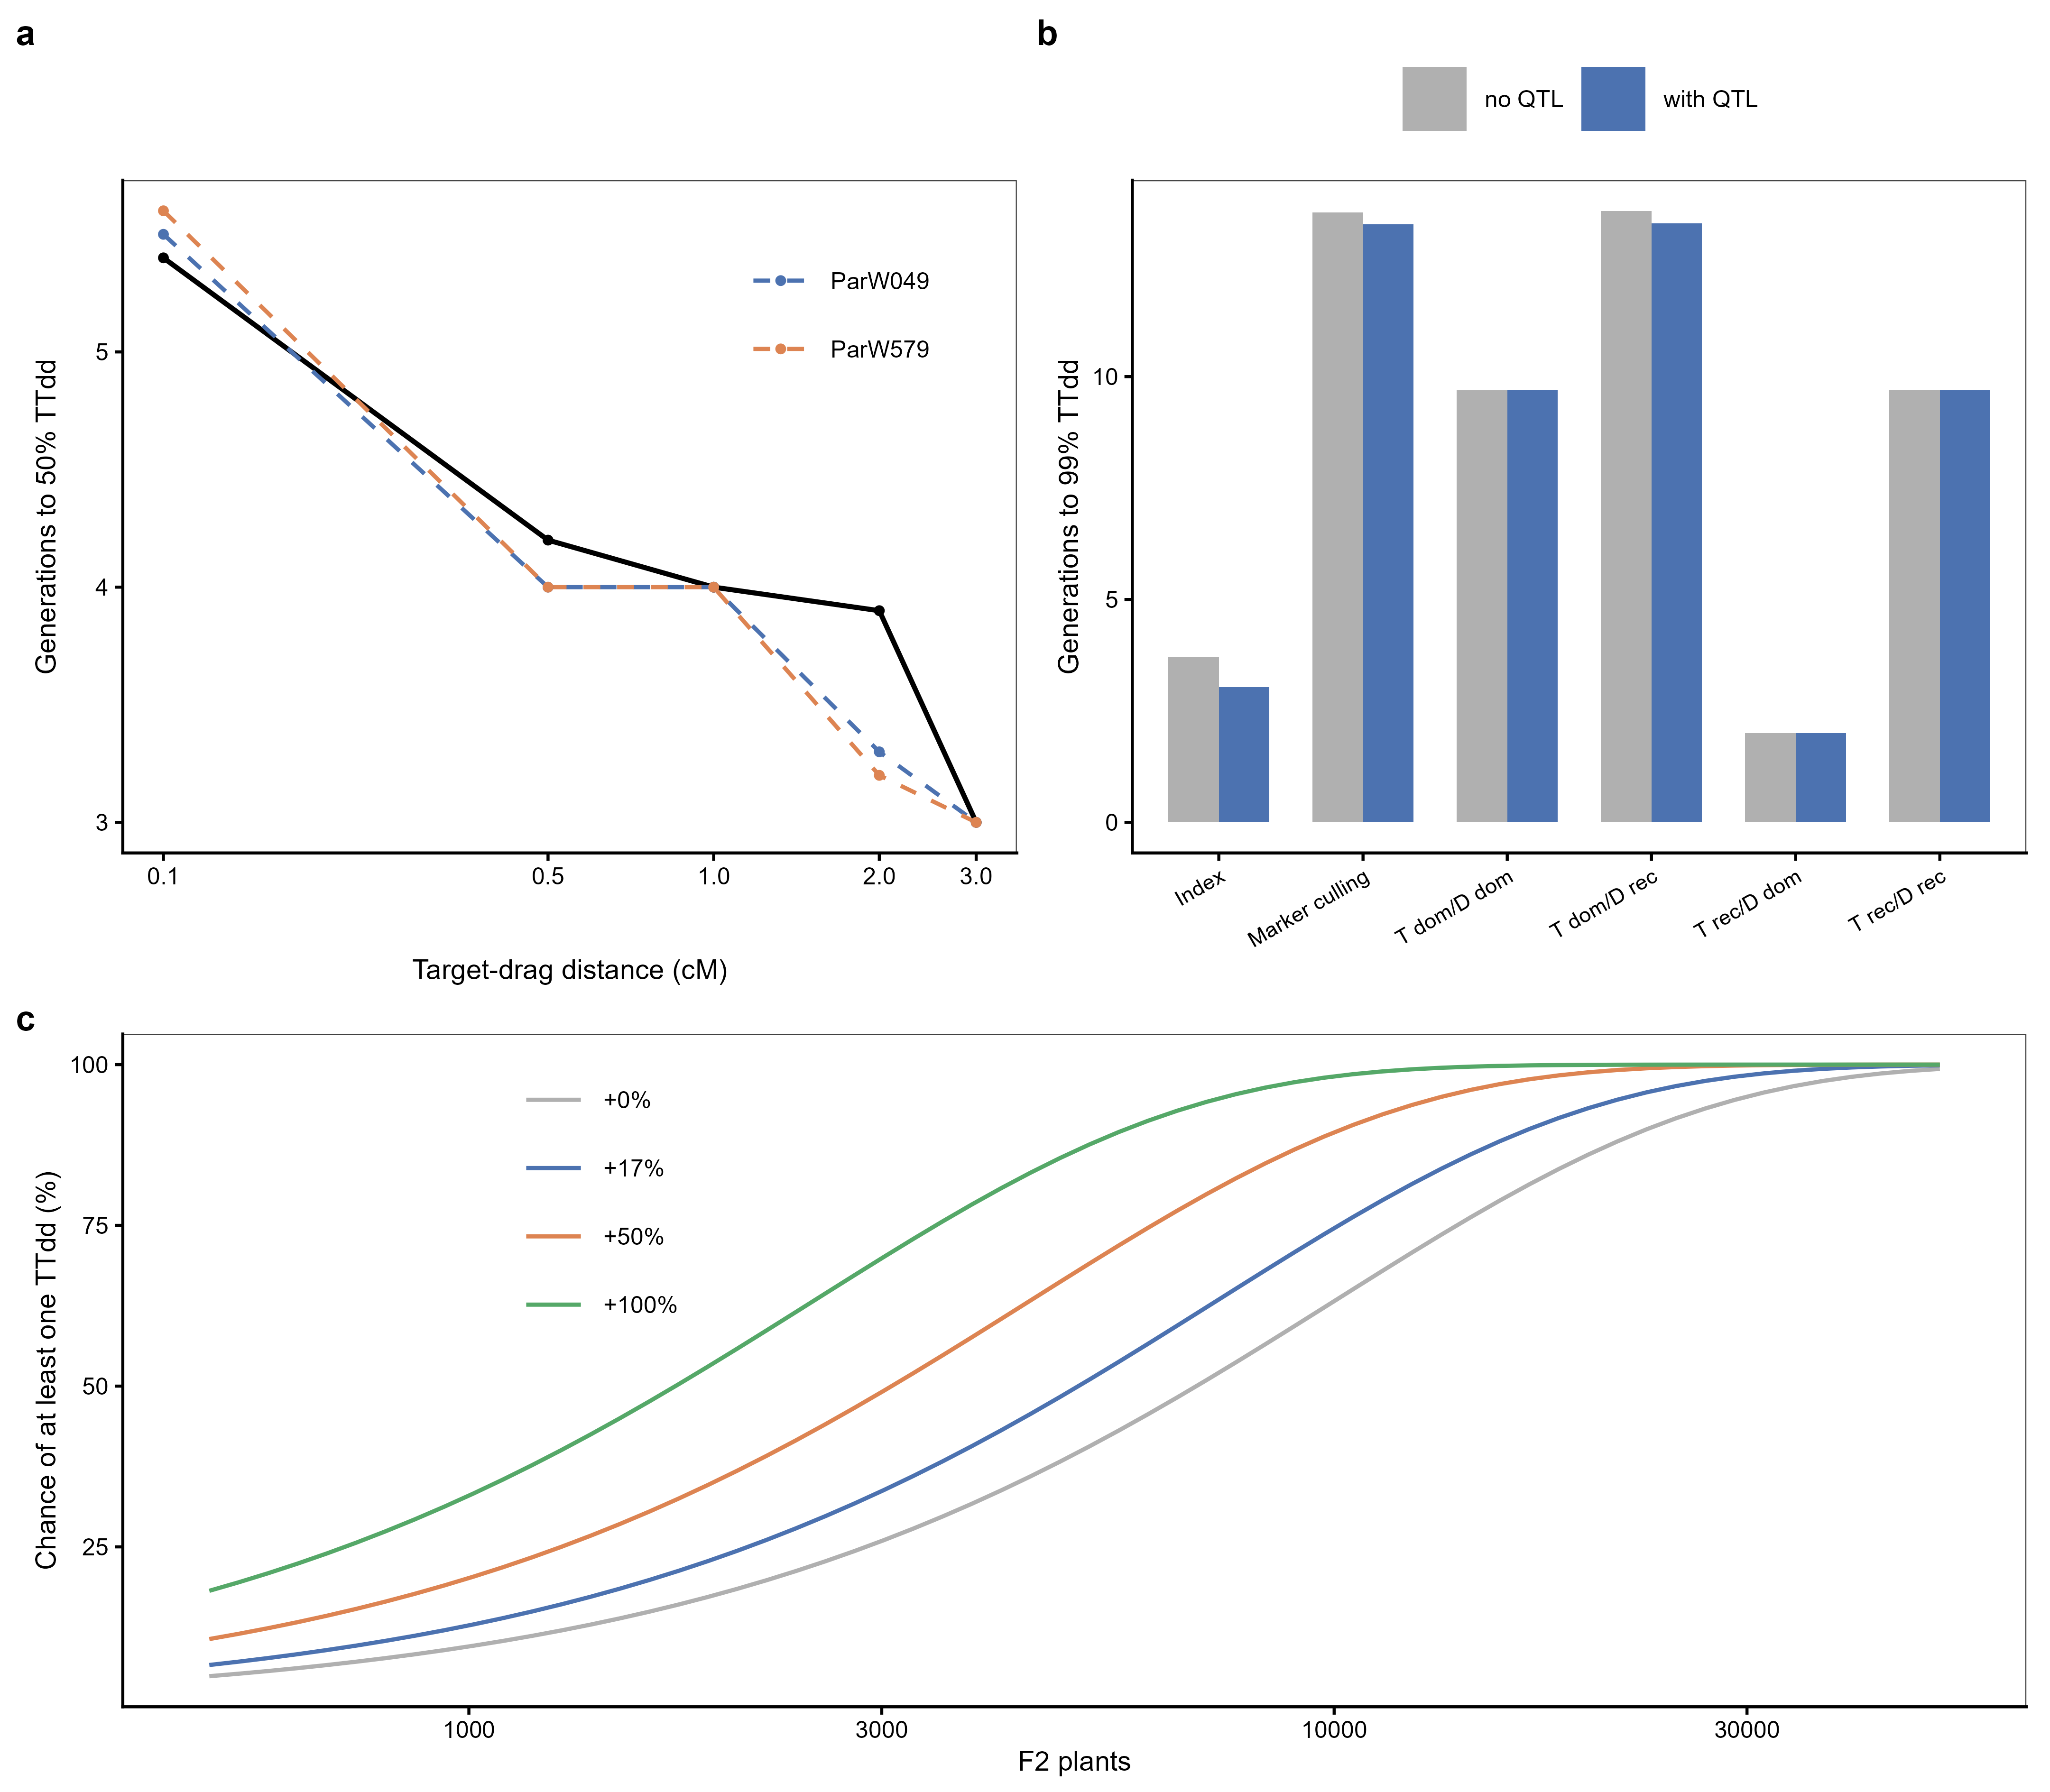 a
ParW049
ParW579
Generations to 50% TTdd
5
4
3
0.1
0.5
1.0
2.0
3.0
Target-drag distance (cM)
b
no QTL
with QTL
Generations to 99% TTdd
10
5
0
Index
Marker culling
T dom/D dom
T dom/D rec
T rec/D dom
T rec/D rec
c
+0%
+17%
+50%
+100%
Chance of at least one TTdd (%)
100
75
50
25
1000
3000
10000
30000
F2 plants